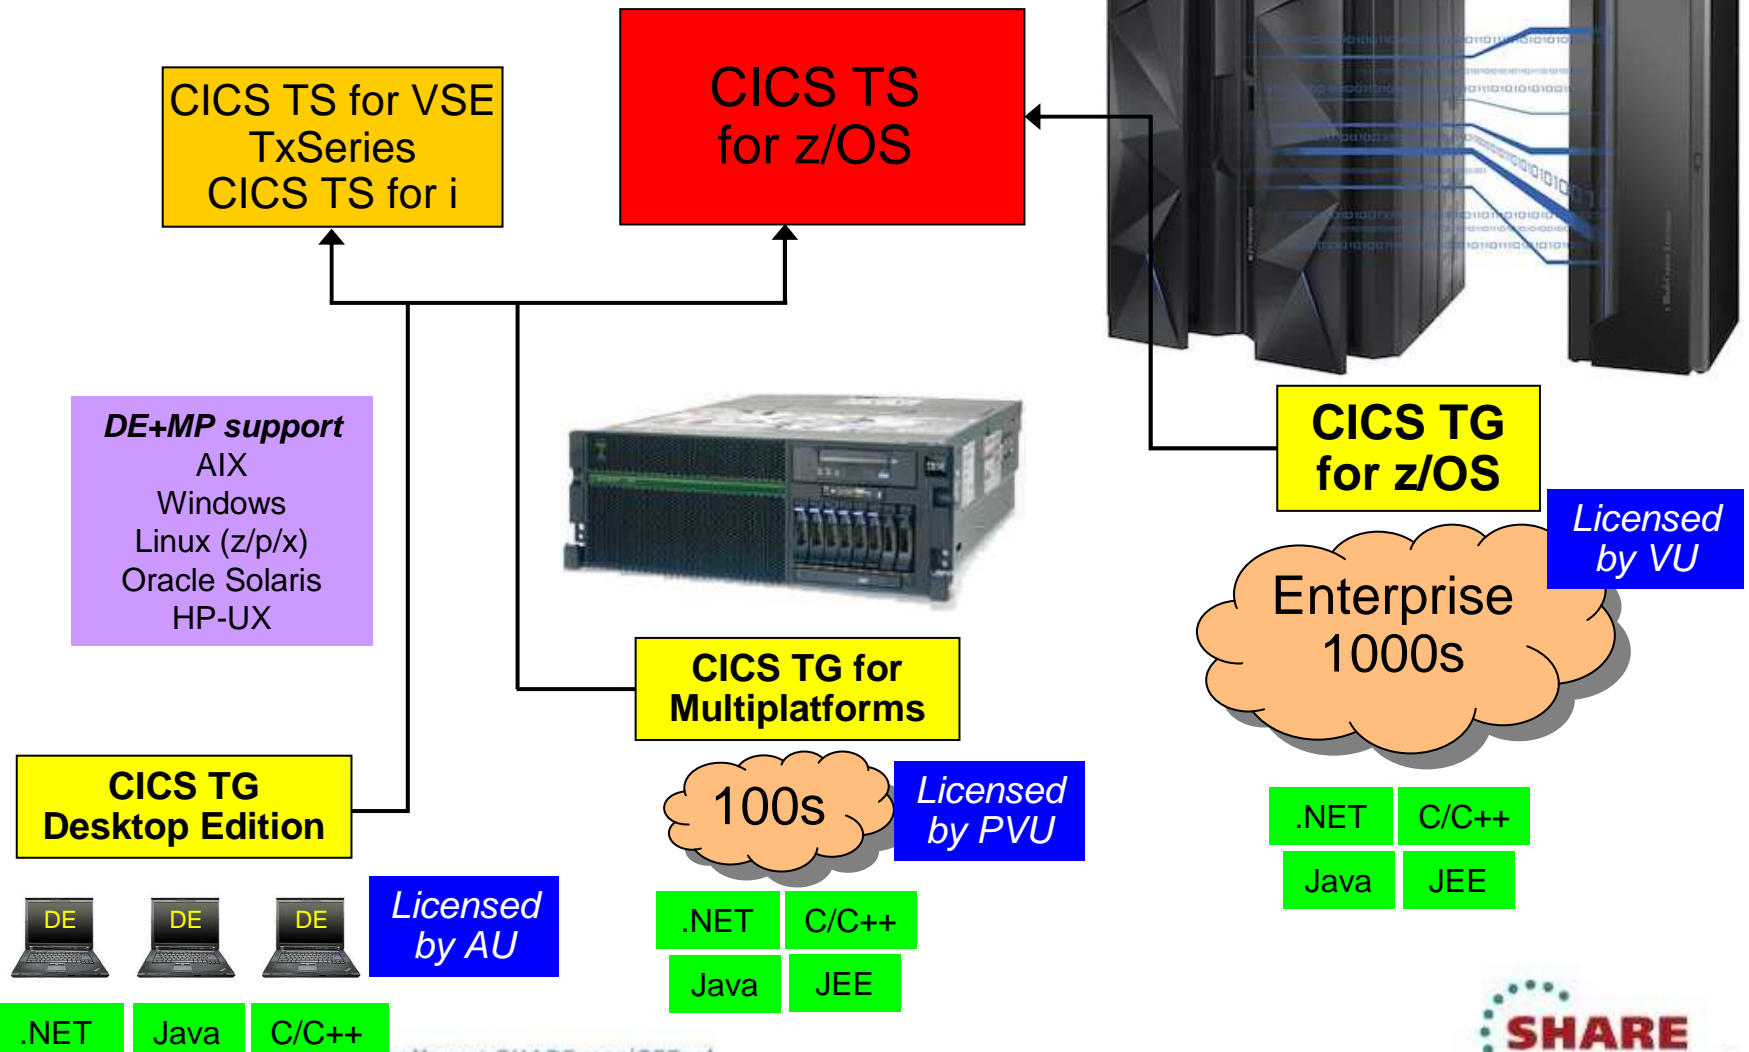 CICS TS for VSE
TxSeries
CICS TS for i
CICS TS
for z/OS
DE+MP support
AIX
Windows
Linux (z/p/x)
Oracle Solaris
HP-UX
CICS TG
for z/OS
Licensed
by VU
Enterprise
1000s
CICS TG for
Multiplatforms
CICS TG
Desktop Edition
100s
Licensed
by PVU
.NET
C/C++
Java
JEE
DE
DE
DE
Licensed
by AU
.NET
C/C++
Java
JEE
.NET
Java
C/C++
SHARE